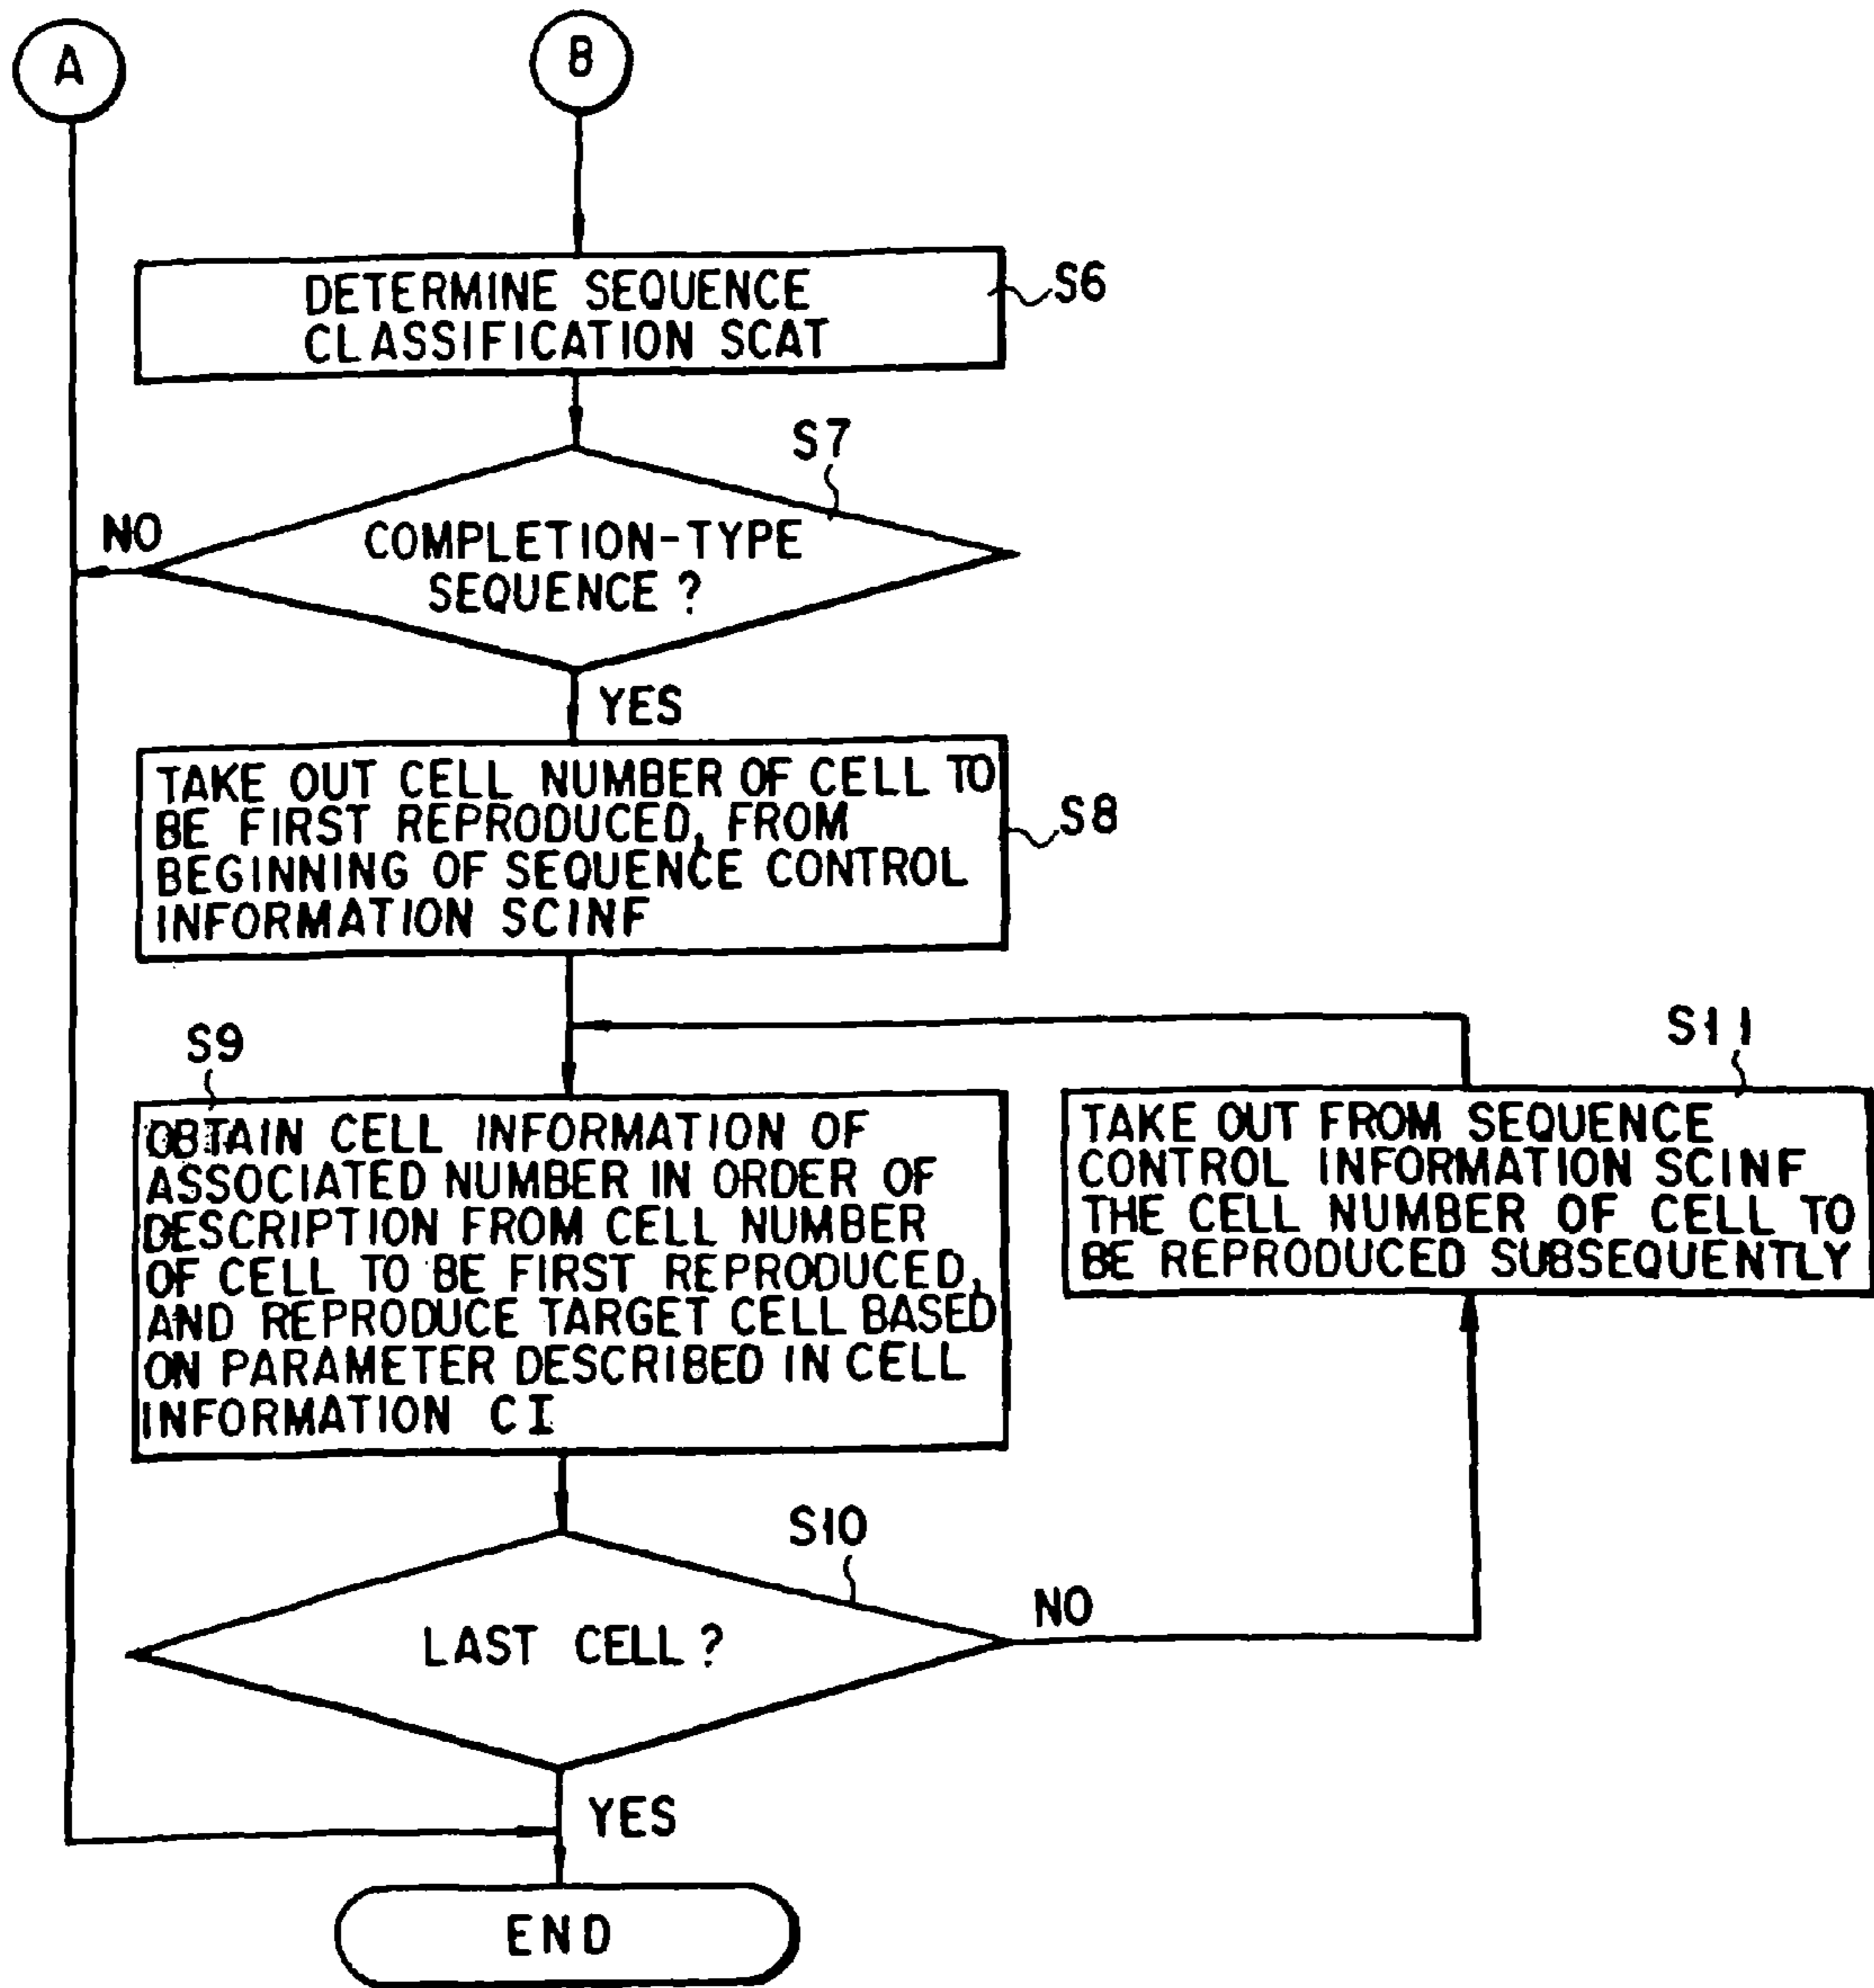 A
B
DETERMINE SEQUENCE
CLASSIFICATION SCAT
S6
S7
COMPLETION-TYPE
SEQUENCE ?
NO
YES
TAKE OUT CELL NUMBER OF CELL TO
BE FIRST REPRODUCED, FROM
BEGINNING OF SEQUENCE CONTROL
INFORMATION SCINF
S8
S9
OBTAIN CELL INFORMATION OF
ASSOCIATED NUMBER IN ORDER OF
DESCRIPTION FROM CELL NUMBER
OF CELL TO BE FIRST REPRODUCED,
AND REPRODUCE TARGET CELL BASED
ON PARAMETER DESCRIBED IN CELL
INFORMATION CI
S11
TAKE OUT FROM SEQUENCE
CONTROL INFORMATION SCINF
THE CELL NUMBER OF CELL TO
BE REPRODUCED SUBSEQUENTLY
S10
LAST CELL ?
NO
YES
END